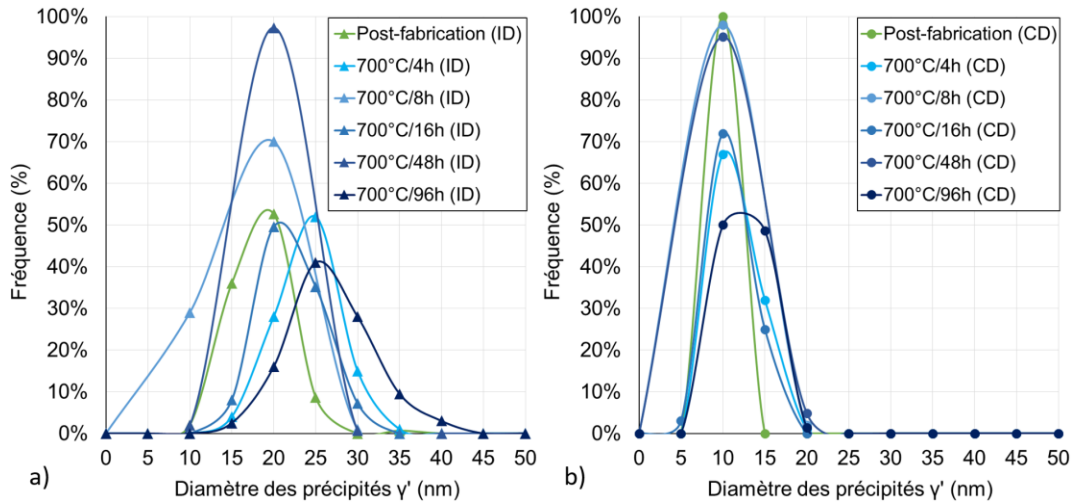 100%
90%
80%
70%
60%
50%
40%
30%
20%
10%
0%
Fréquence (%)
Post-fabrication (ID)
700°C/4h (ID)
700°C/8h (ID)
700°C/16h (ID)
700°C/48h (ID)
700°C/96h (ID)
0 5 10 15 20 25 30 35 40 45 50
Diamètre des précipités γ' (nm)
a)
100%
90%
80%
70%
60%
50%
40%
30%
20%
10%
0%
Fréquence (%)
Post-fabrication (CD)
700°C/4h (CD)
700°C/8h (CD)
700°C/16h (CD)
700°C/48h (CD)
700°C/96h (CD)
0 5 10 15 20 25 30 35 40 45 50
Diamètre des précipités γ' (nm)
b)